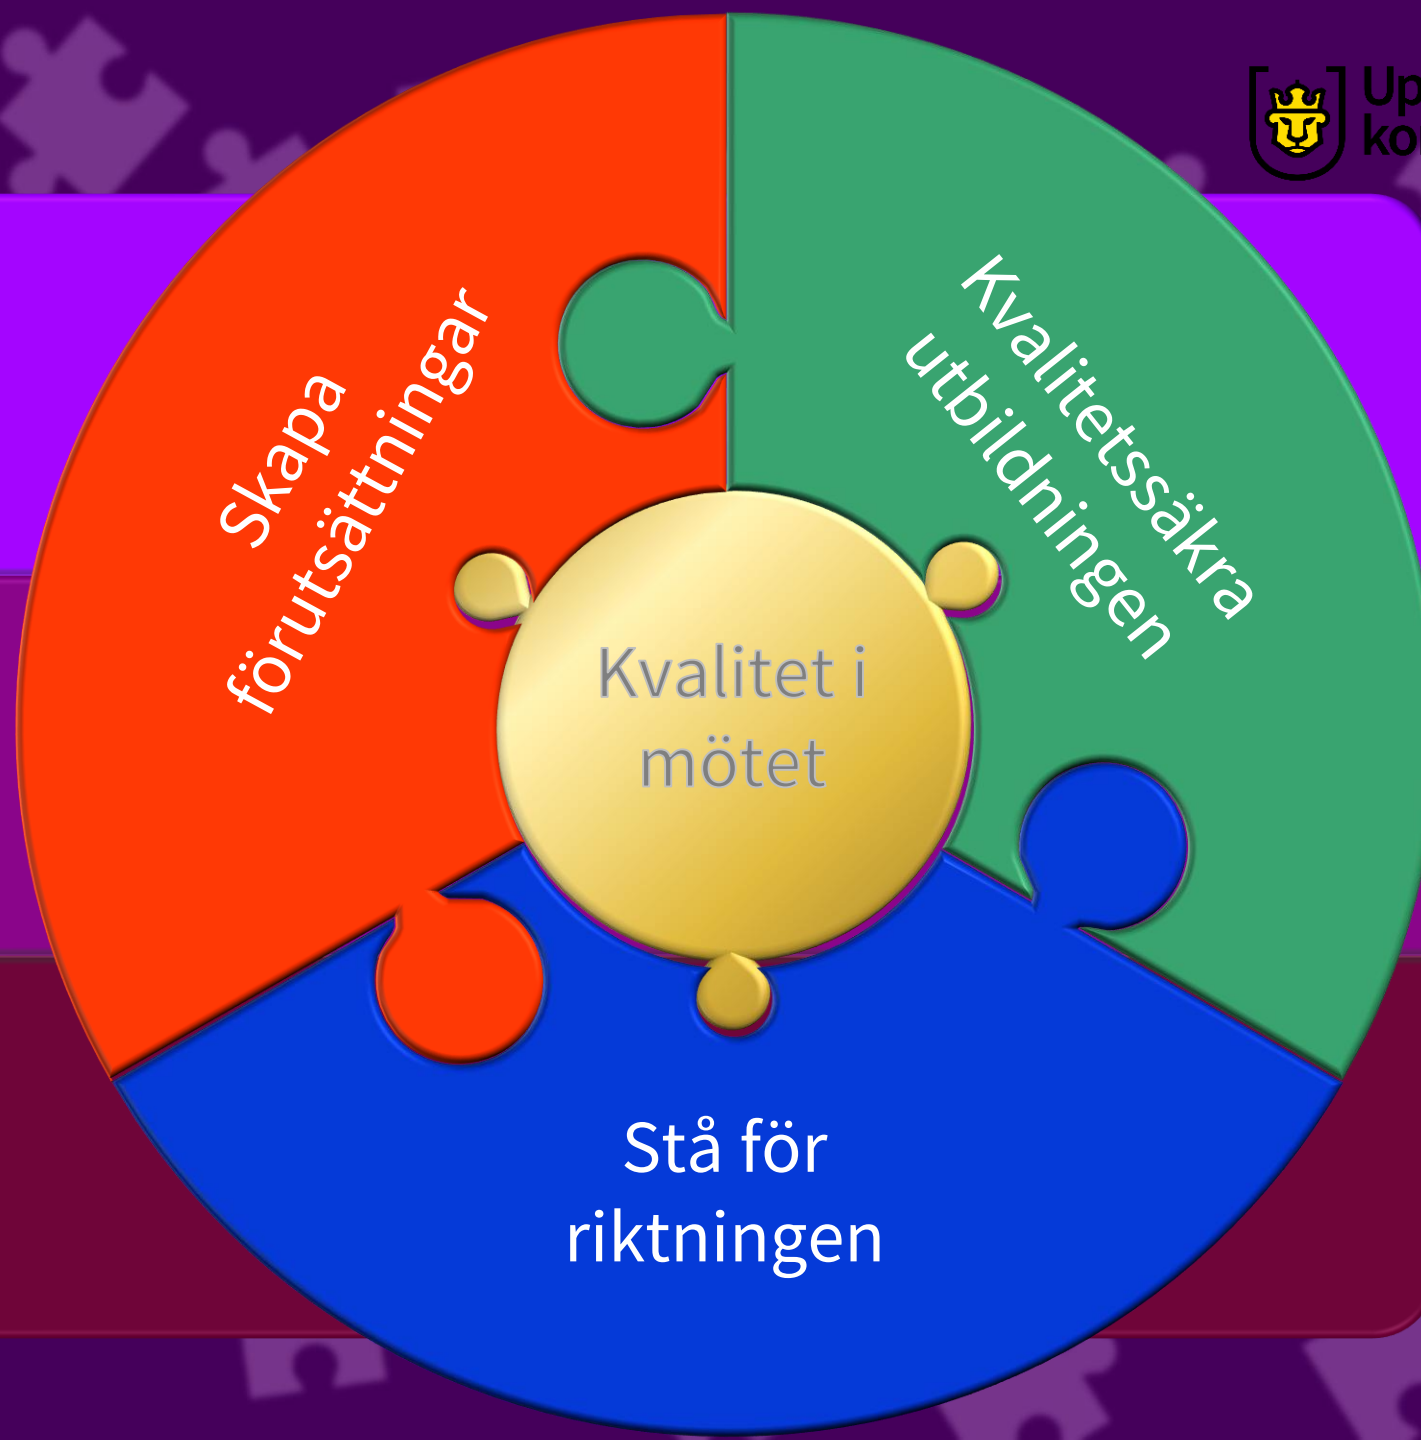 Skapa
förutsättningar
Kvalitetssäkra
utbildningen
Kvalitet i
mötet
Stå för
riktningen